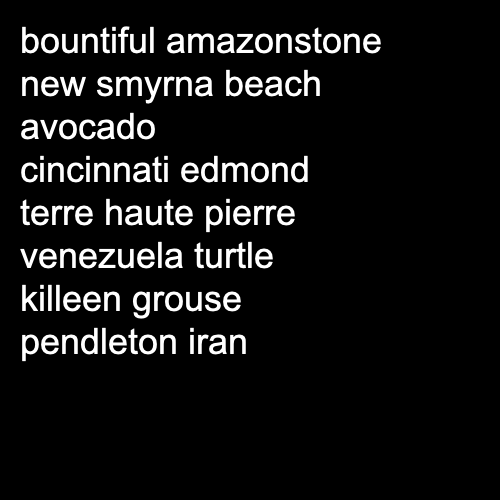 bountiful amazonstone
new smyrna beach
avocado
cincinnati edmond
terre haute pierre
venezuela turtle
killeen grouse
pendleton iran